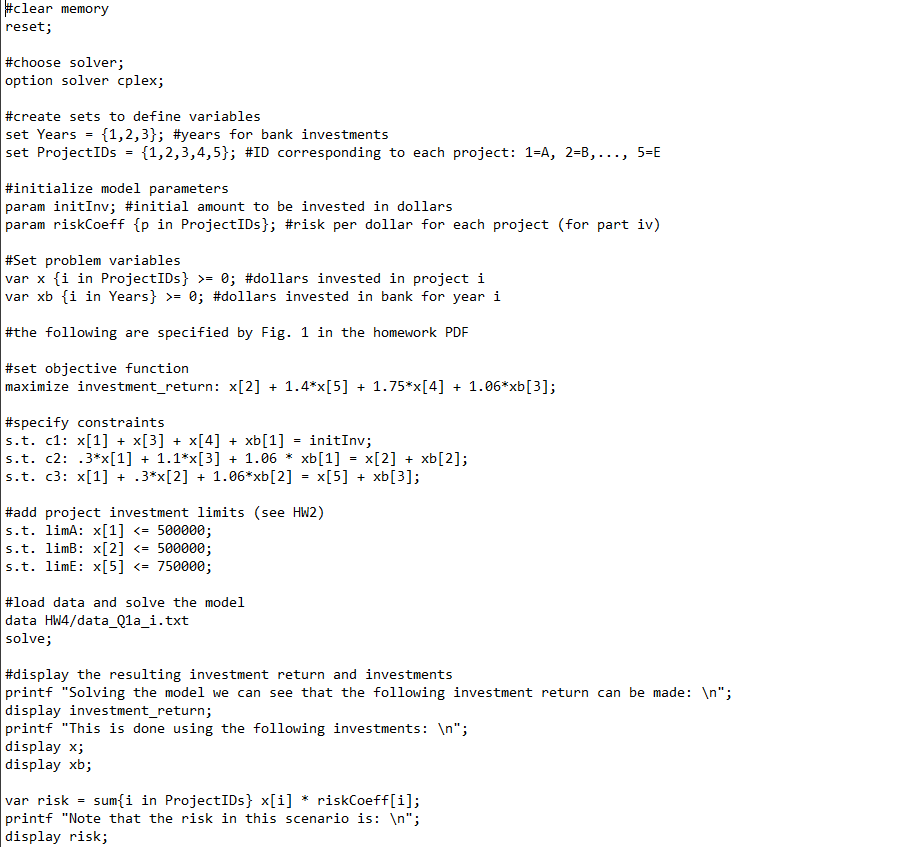 #clear memory
reset;
#choose solver;
option solver cplex;
#create sets to define variables
set Years = {1,2,3}; #years for bank investments
set ProjectIDs = {1,2,3,4,5}; #ID corresponding to each project: 1=A, 2=B,..., 5=E
#initialize model parameters
param initInv; #initial amount to be invested in dollars
param riskCoeff {p in ProjectIDs}; #risk per dollar for each project (for part iv)
#Set problem variables
var x {i in ProjectIDs} >= 0; #dollars invested in project i
var xb {i in Years} >= 0; #dollars invested in bank for year i
#the following are specified by Fig. 1 in the homework PDF
#set objective function
maximize investment_return: x[2] + 1.4*x[5] + 1.75*x[4] + 1.06*xb[3];
#specify constraints
s.t. c1: x[1] + x[3] + x[4] + xb[1] = initInv;
s.t. c2: .3*x[1] + 1.1*x[3] + 1.06 * xb[1] = x[2] + xb[2];
s.t. c3: x[1] + .3*x[2] + 1.06*xb[2] = x[5] + xb[3];
#add project investment limits (see HW2)
s.t. limA: x[1] <= 500000;
s.t. limB: x[2] <= 500000;
s.t. limE: x[5] <= 750000;
#load data and solve the model
data HW4/data_Q1a_i.txt
solve;
#display the resulting investment return and investments
printf "Solving the model we can see that the following investment return can be made: \n";
display investment_return;
printf "This is done using the following investments: \n";
display x;
display xb;
var risk = sum{i in ProjectIDs} x[i] * riskCoeff[i];
printf "Note that the risk in this scenario is: \n";
display risk;